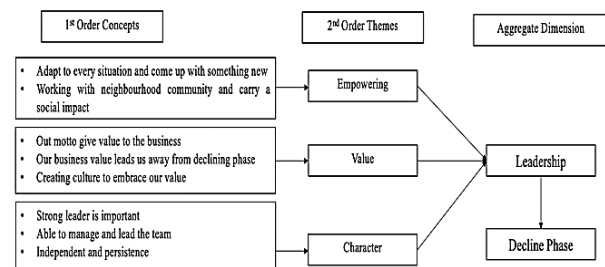 1st Order Concepts
2nd Order Themes
Aggregate Dimension
• Adapt to every situation and come up with something new
• Working with neighbourhood community and carry a
social impact
Empowering
• Out motto give value to the business
• Our business value leads us away from declining phase
• Creating culture to embrace our value
Value
Leadership
• Strong leader is important
• Able to manage and lead the team
• Independent and persistence
Character
Decline Phase